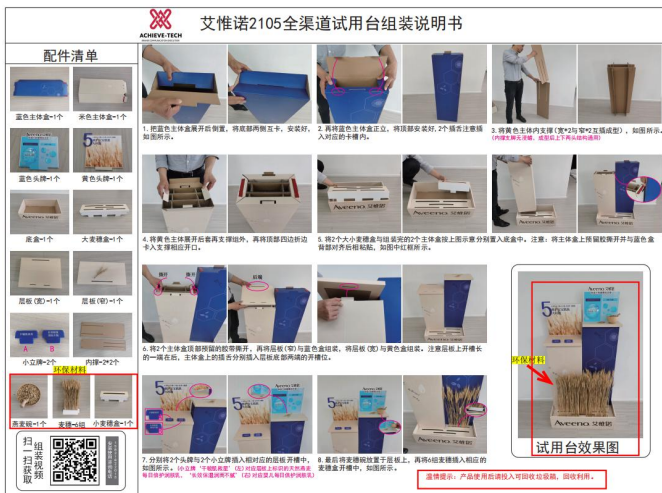 ACHIEVE-TECH
艾惟诺2105全渠道试用台组装说明书
配件清单
蓝色主体盒-1个
米色主体盒-1个
蓝色头牌-1个
黄色头牌-1个
底盒-1个
大麦穗盒-1个
层板(宽)-1个
层板(窄)-1个
A
B
小立牌-2个
内撑-2*2个
环保材料
燕麦碗-1个
麦穗-6组
小麦穗盒-1个
组装视频
扫一扫获取
1.把蓝色主体盒展开后侧置，将底部两侧互卡，安装好，
如图所示。
2.再将蓝色主体盒正立，将顶部安装好，2个插舌注意插
入对应的卡槽内。
3.将黄色主体内支撑(宽*2与窄*2互插成型)，如图所示。
4.将黄色主体展开后套再支撑组外，再将顶部四边折边
卡入支撑相应开口。
Aveeno 艾惟诺
5.将2个大小麦穗盒与组装完的2个主体盒按上图示意分别置入底盒中。注意：将主体盒上预留胶撕开并与蓝色盒
背部对齐后粗粘贴，如图中红框所示。
撕开
撕开
后端
6.将2个主体盒顶部预留的胶带撕开，再将层板(窄)与蓝色盒组装，将层板(宽)与黄色盒组装。注意层板上开槽长
的一端在后，主体盒上的插舌分别插入层板底部两端的开槽位。
7.分别将2个头牌与2个小立牌插入相对应的层板开槽中，
如图所示。
8.最后将麦穗碗放置于层板上，再将6组麦穗插入相应的
麦穗盒开槽中，如图所示。
环保材料
Aveeno 艾惟诺
试用台效果图
温情提示：产品使用后请投入可回收垃圾箱，回收利用。